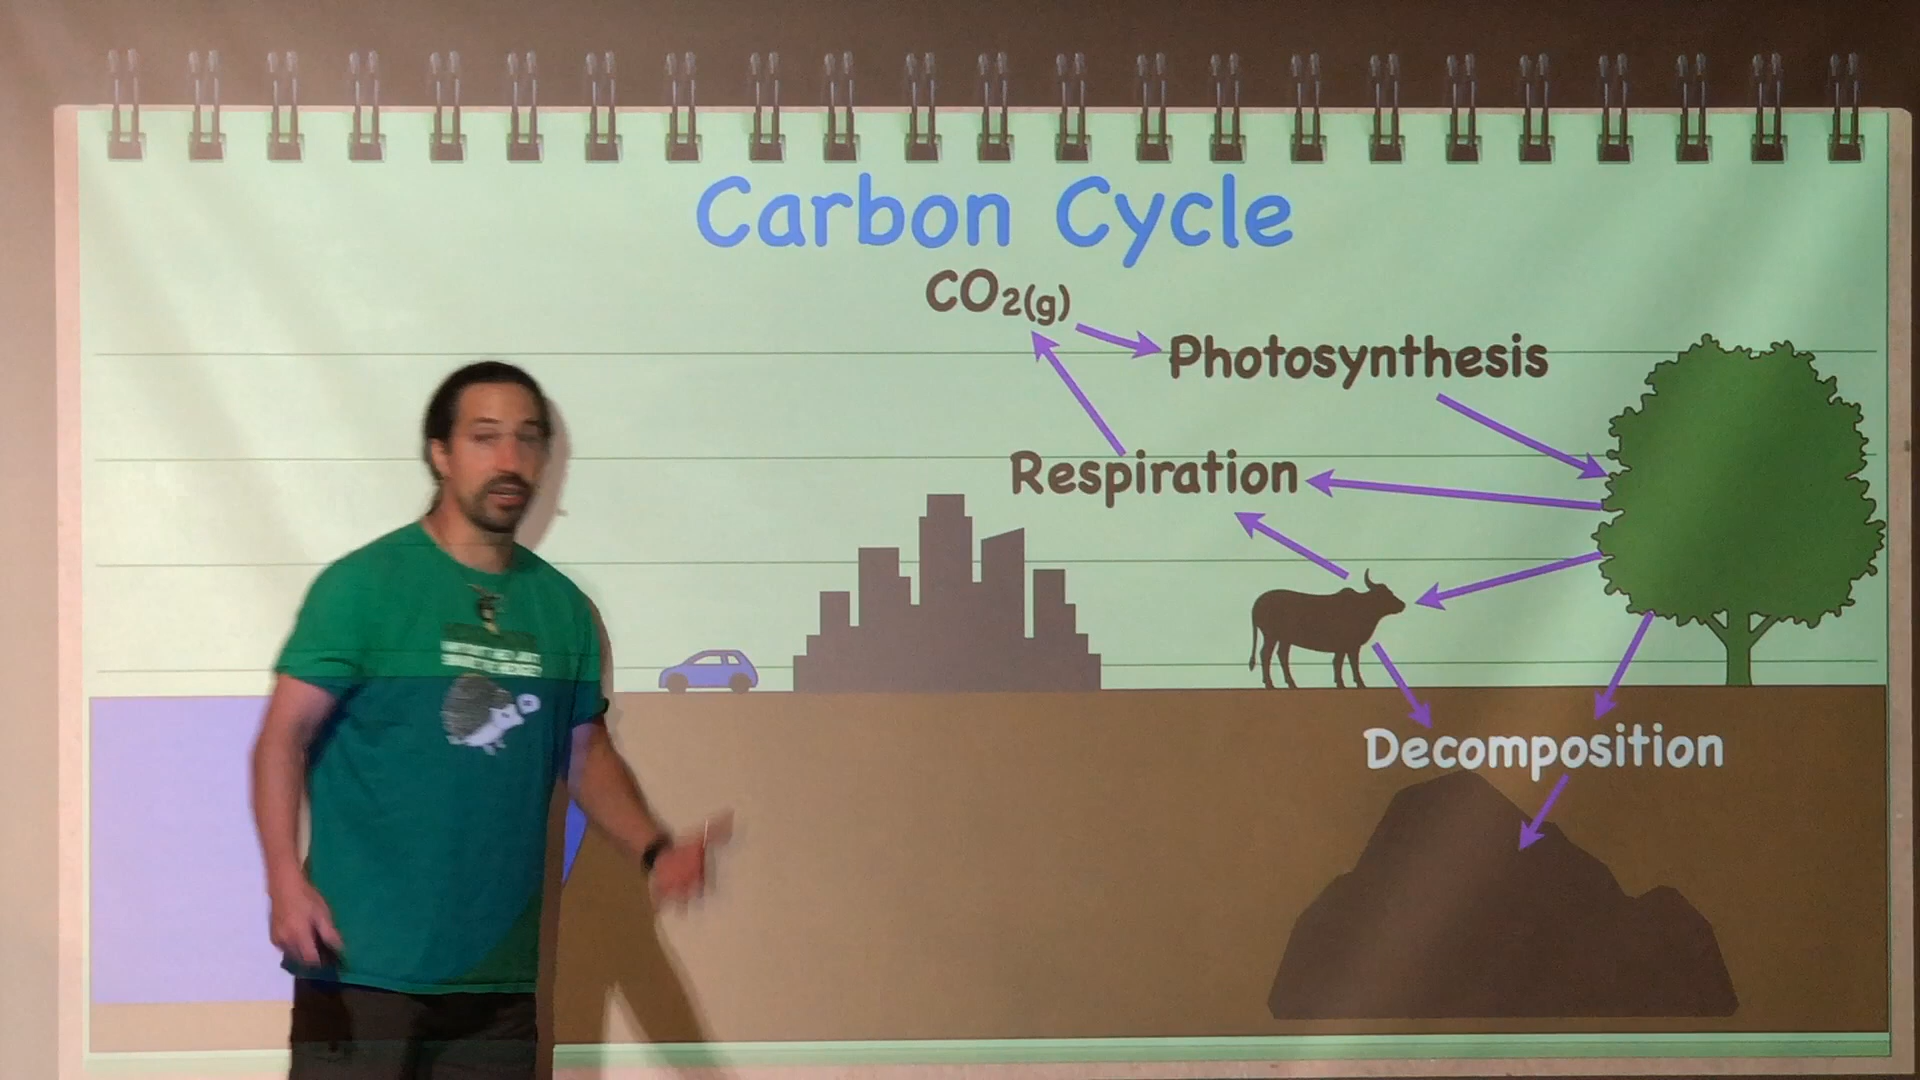 Carbon Cycle
CO₂(g)
Photosynthesis
Respiration
Decomposition